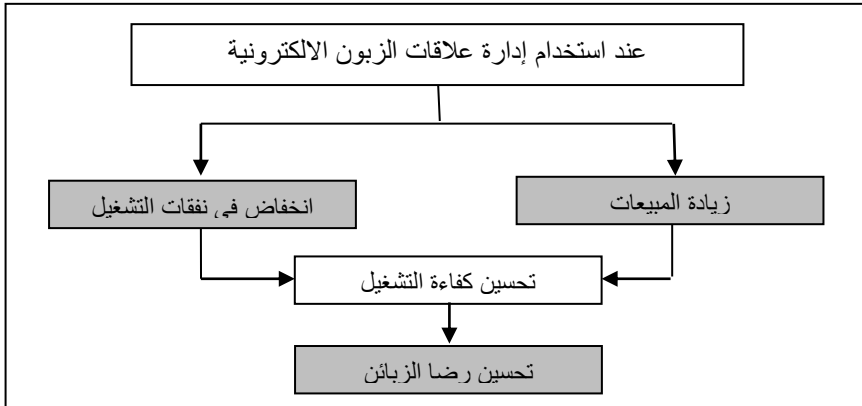 عند استخدام إدارة علاقات الزبون الالكترونية
زيادة المبيعات
انخفاض في نفقات التشغيل
تحسين كفاءة التشغيل
تحسين رضا الزبائن